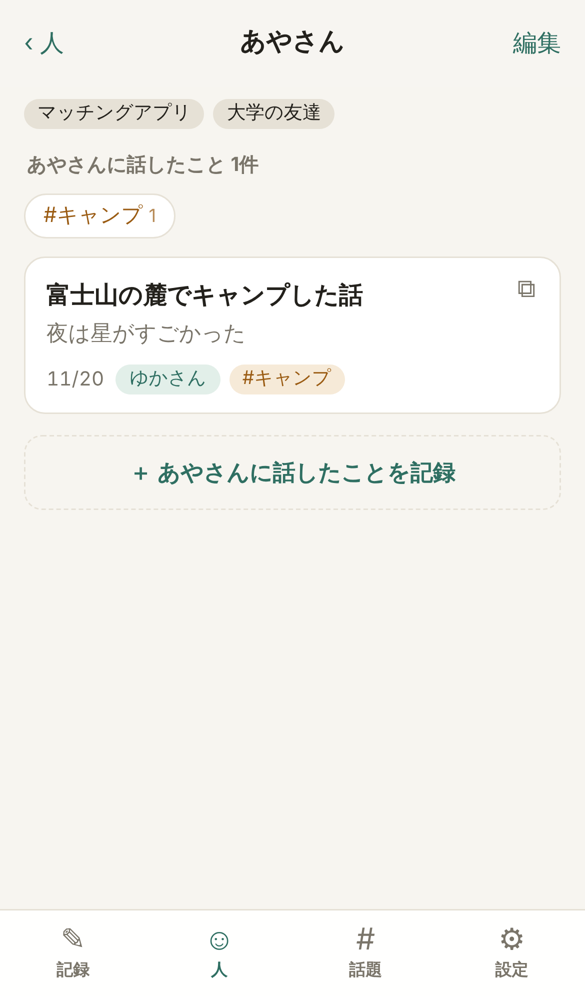 ‹ 人 あやさん 編集
マッチングアプリ 大学の友達
あやさんに話したこと 1件
#キャンプ 1
富士山の麓でキャンプした話
夜は星がすごかった
11/20 ゆかさん #キャンプ
+ あやさんに話したことを記録
記録 人 話題 設定